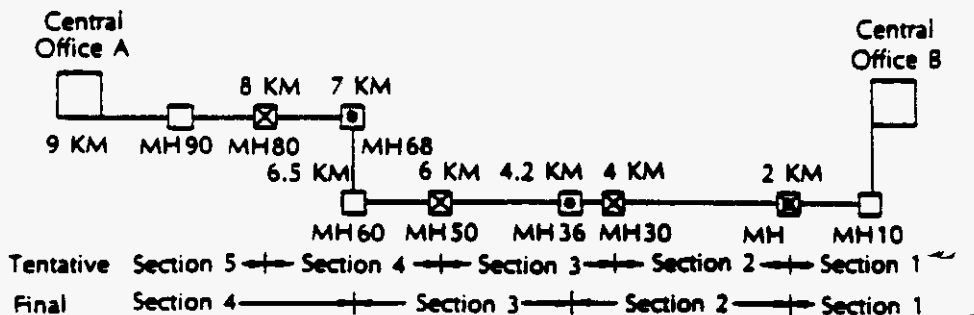 Central
Office A
Central
Office B
8 KM 7 KM
9 KM MH90 MH80 MH68
6.5 KM 6 KM 4.2 KM 4 KM 2 KM
MH60 MH50 MH36 MH30 MH MH10
Tentative Section 5 Section 4 Section 3 Section 2 Section 1
Final Section 4 Section 3 Section 2 Section 1